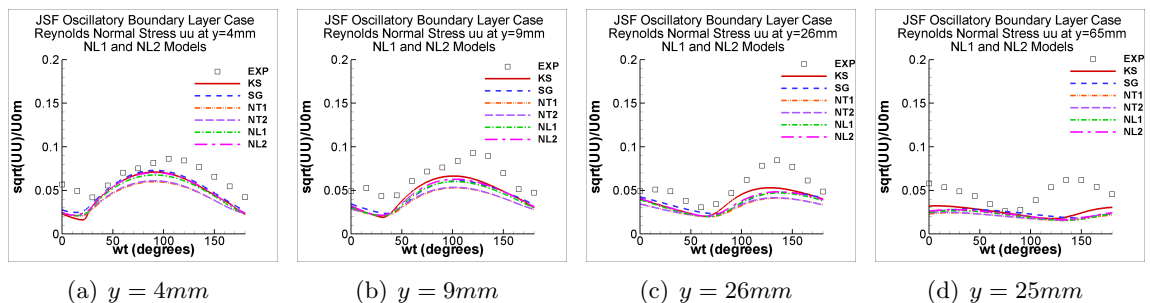 JSF Oscillatory Boundary Layer Case
Reynolds Normal Stress uu at y=4mm
NL1 and NL2 Models
0.2
0.15
0.1
0.05
0
sqrt(UU)/U0m
EXP
KS
SG
NT1
NT2
NL1
NL2
0 50 100 150
wt (degrees)
(a) y = 4mm
JSF Oscillatory Boundary Layer Case
Reynolds Normal Stress uu at y=9mm
NL1 and NL2 Models
0.2
0.15
0.1
0.05
0
sqrt(UU)/U0m
EXP
KS
SG
NT1
NT2
NL1
NL2
0 50 100 150
wt (degrees)
(b) y = 9mm
JSF Oscillatory Boundary Layer Case
Reynolds Normal Stress uu at y=26mm
NL1 and NL2 Models
0.2
0.15
0.1
0.05
0
sqrt(UU)/U0m
EXP
KS
SG
NT1
NT2
NL1
NL2
0 50 100 150
wt (degrees)
(c) y = 26mm
JSF Oscillatory Boundary Layer Case
Reynolds Normal Stress uu at y=65mm
NL1 and NL2 Models
0.2
0.15
0.1
0.05
0
sqrt(UU)/U0m
EXP
KS
SG
NT1
NT2
NL1
NL2
0 50 100 150
wt (degrees)
(d) y = 25mm